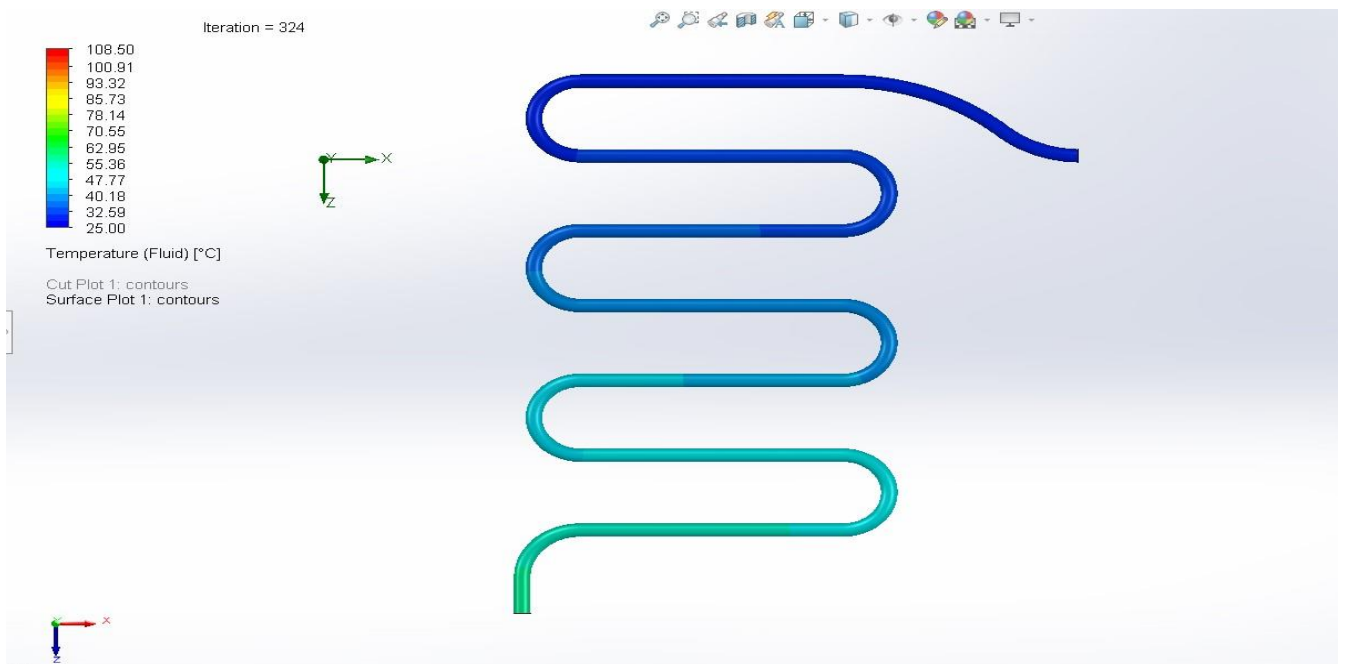 Iteration = 324
108.50
100.91
93.32
85.73
78.14
70.55
62.95
55.36
47.77
40.18
32.59
25.00
Temperature (Fluid) [°C]
Cut Plot 1: contours
Surface Plot 1: contours
Y
X
Z
Y
X
Z